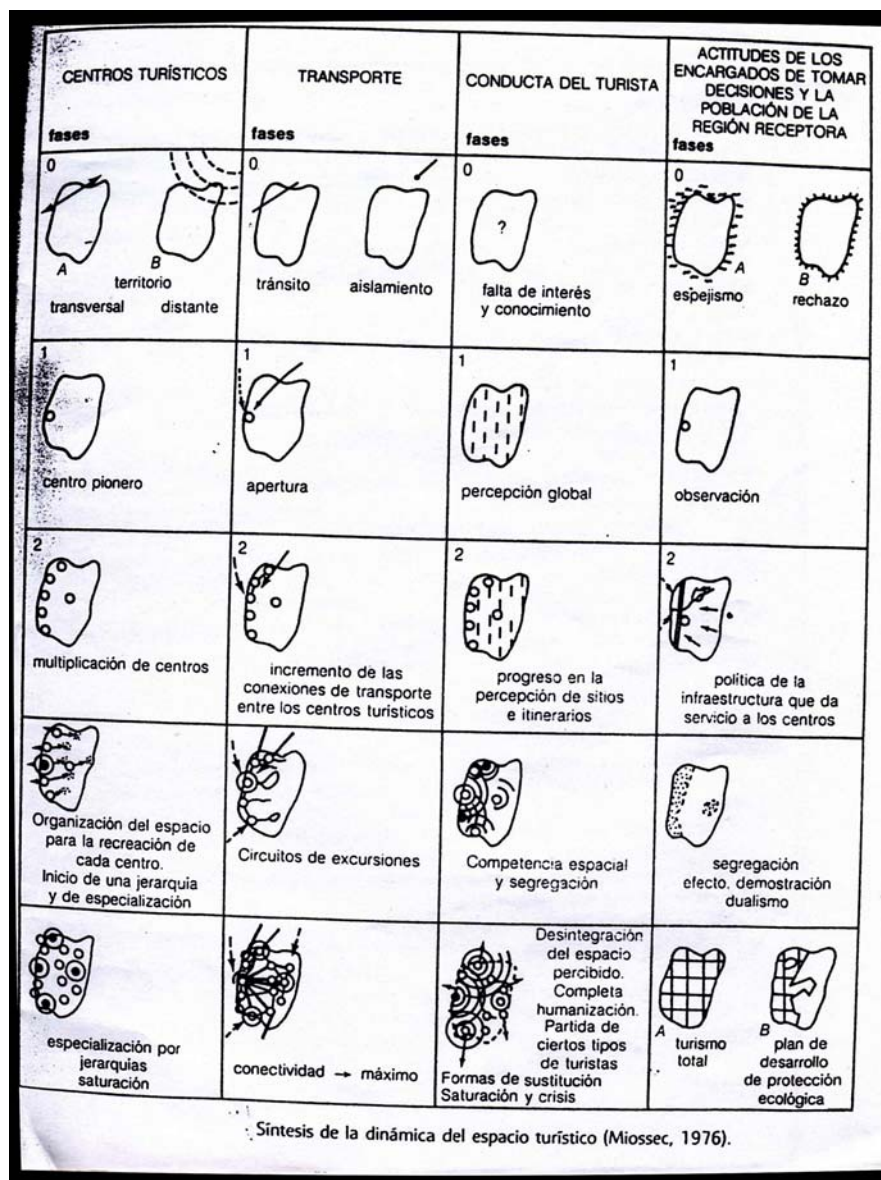 CENTROS TURÍSTICOS
fases
TRANSPORTE
fases
CONDUCTA DEL TURISTA
fases
ACTITUDES DE LOS
ENCARGADOS DE TOMAR
DECISIONES Y LA
POBLACIÓN DE LA
REGIÓN RECEPTORA
fases
0
A
B
territorio
transversal distante
0
tránsito aislamiento
0
?
falta de interés
y conocimiento
0
A
espejismo
B
rechazo
1
centro pionero
1
apertura
1
percepción global
1
observación
2
multiplicación de centros
2
incremento de las
conexiones de transporte
entre los centros turísticos
2
progreso en la
percepción de sitios
e itinerarios
2
política de la
infraestructura que da
servicio a los centros
Organización del espacio
para la recreación de
cada centro.
Inicio de una jerarquia
y de especialización
Circuitos de excursiones
Competencia espacial
y segregación
segregación
efecto, demostración
dualismo
especialización por
jerarquias
saturación
conectividad → máximo
Desintegración
del espacio
percibido.
Completa
humanización.
Partida de
ciertos tipos
de turistas
Formas de sustitución
Saturación y crisis
A
turismo
total
B
plan de
desarrollo
de protección
ecológica
Síntesis de la dinámica del espacio turístico (Miossec, 1976).